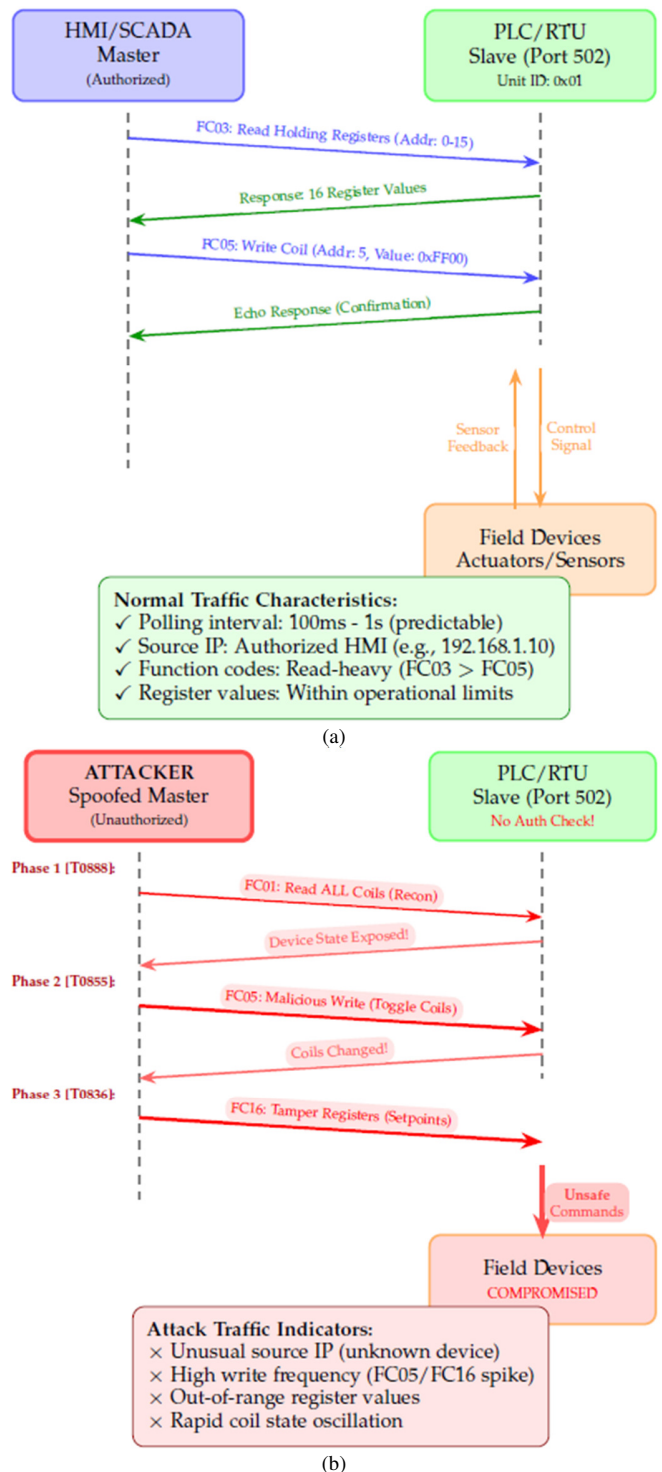 HMI/SCADA
Master
(Authorized)
PLC/RTU
Slave (Port 502)
Unit ID: 0x01
FC03: Read Holding Registers (Addr: 0-15)
Response: 16 Register Values
FC05: Write Coil (Addr: 5, Value: 0xFF00)
Echo Response (Confirmation)
Sensor
Feedback
Control
Signal
Field Devices
Actuators/Sensors
Normal Traffic Characteristics:
✓ Polling interval: 100ms - 1s (predictable)
✓ Source IP: Authorized HMI (e.g., 192.168.1.10)
✓ Function codes: Read-heavy (FC03 > FC05)
✓ Register values: Within operational limits
(a)
ATTACKER
Spoofed Master
(Unauthorized)
PLC/RTU
Slave (Port 502)
No Auth Check!
Phase 1 [T0888]:
FC01: Read ALL Coils (Recon)
Device State Exposed!
Phase 2 [T0855]:
FC05: Malicious Write (Toggle Coils)
Coils Changed!
Phase 3 [T0836]:
FC16: Tamper Registers (Setpoints)
Unsafe
Commands
Field Devices
COMPROMISED
Attack Traffic Indicators:
× Unusual source IP (unknown device)
× High write frequency (FC05/FC16 spike)
× Out-of-range register values
× Rapid coil state oscillation
(b)